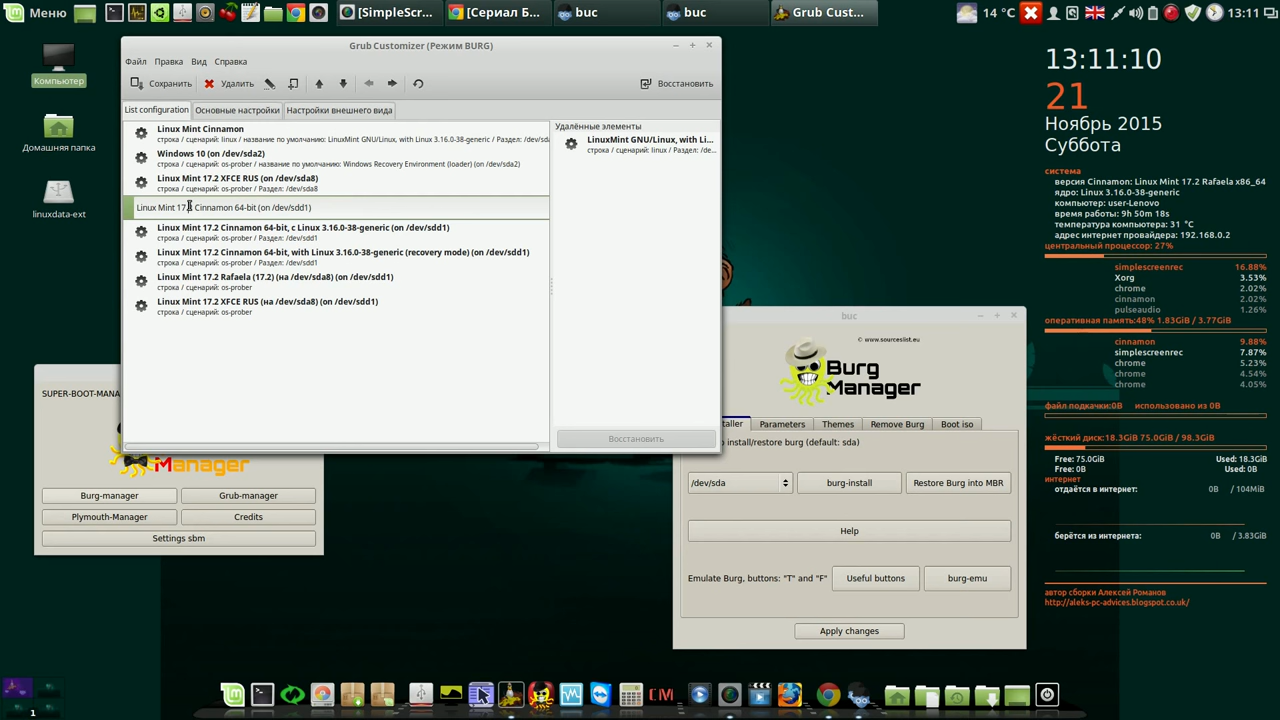 Меню
[SimpleScr...
[Сериал Б...
buc
buc
Grub Cust...
14 °C
13:11
Компьютер
Домашняя папка
linuxdata-ext
Grub Customizer (Режим BURG)
Файл Правка Вид Справка
Сохранить Удалить Восстановить
List configuration Основные настройки Настройки внешнего вида
Linux Mint Cinnamon
строка / сценарий: linux / название по умолчанию: LinuxMint GNU/Linux, with Linux 3.16.0-38-generic / Раздел: /dev/sda
Windows 10 (on /dev/sda2)
строка / сценарий: os-prober / название по умолчанию: Windows Recovery Environment (loader) (on /dev/sda2)
Linux Mint 17.2 XFCE RUS (on /dev/sda8)
строка / сценарий: os-prober / Раздел: /dev/sda8
Linux Mint 17.2 Cinnamon 64-bit (on /dev/sdd1)
Linux Mint 17.2 Cinnamon 64-bit, с Linux 3.16.0-38-generic (on /dev/sdd1)
строка / сценарий: os-prober / Раздел: /dev/sdd1
Linux Mint 17.2 Cinnamon 64-bit, with Linux 3.16.0-38-generic (recovery mode) (on /dev/sdd1)
строка / сценарий: os-prober / Раздел: /dev/sdd1
Linux Mint 17.2 Rafaela (17.2) (на /dev/sda8) (on /dev/sdd1)
строка / сценарий: os-prober
Linux Mint 17.2 XFCE RUS (на /dev/sda8) (on /dev/sdd1)
строка / сценарий: os-prober
Удалённые элементы
LinuxMint GNU/Linux, with Li...
строка / сценарий: linux / Раздел: /de...
Восстановить
SUPER-BOOT-MANA
Manager
Burg-manager Grub-manager
Plymouth-Manager Credits
Settings sbm
buc
© www.sourceslist.eu
Burg
Manager
taller Parameters Themes Remove Burg Boot iso
install/restore burg (default: sda)
/dev/sda burg-install Restore Burg into MBR
Help
Emulate Burg, buttons: "T" and "F" Useful buttons burg-emu
Apply changes
13:11:10
21
Ноябрь 2015
Суббота
система
версия Cinnamon: Linux Mint 17.2 Rafaela x86_64
ядро: Linux 3.16.0-38-generic
компьютер: user-Lenovo
время работы: 9h 50m 18s
температура компьютера: 31 °C
адрес интернет провайдера: 192.168.0.2
центральный процессор: 27%
simplescreenrec 16.88%
Xorg 3.53%
chrome 2.02%
cinnamon 2.02%
pulseaudio 1.26%
оперативная память:48% 1.83GiB / 3.77GiB
cinnamon 9.88%
simplescreenrec 7.87%
chrome 5.23%
chrome 4.54%
chrome 4.05%
файл подкачки:0B использовано из:0B
жёсткий диск:18.3GiB 75.0GiB / 98.3GiB
Free: 75.0GiB Used: 18.3GiB
Free: 0B Used: 0B
интернет
отдаётся в интернет: 0B / 104MiB
берётся из интернета: 0B / 3.83GiB
автор сборки Алексей Романов
http://aleks-pc-advices.blogspot.co.uk/
CM
1